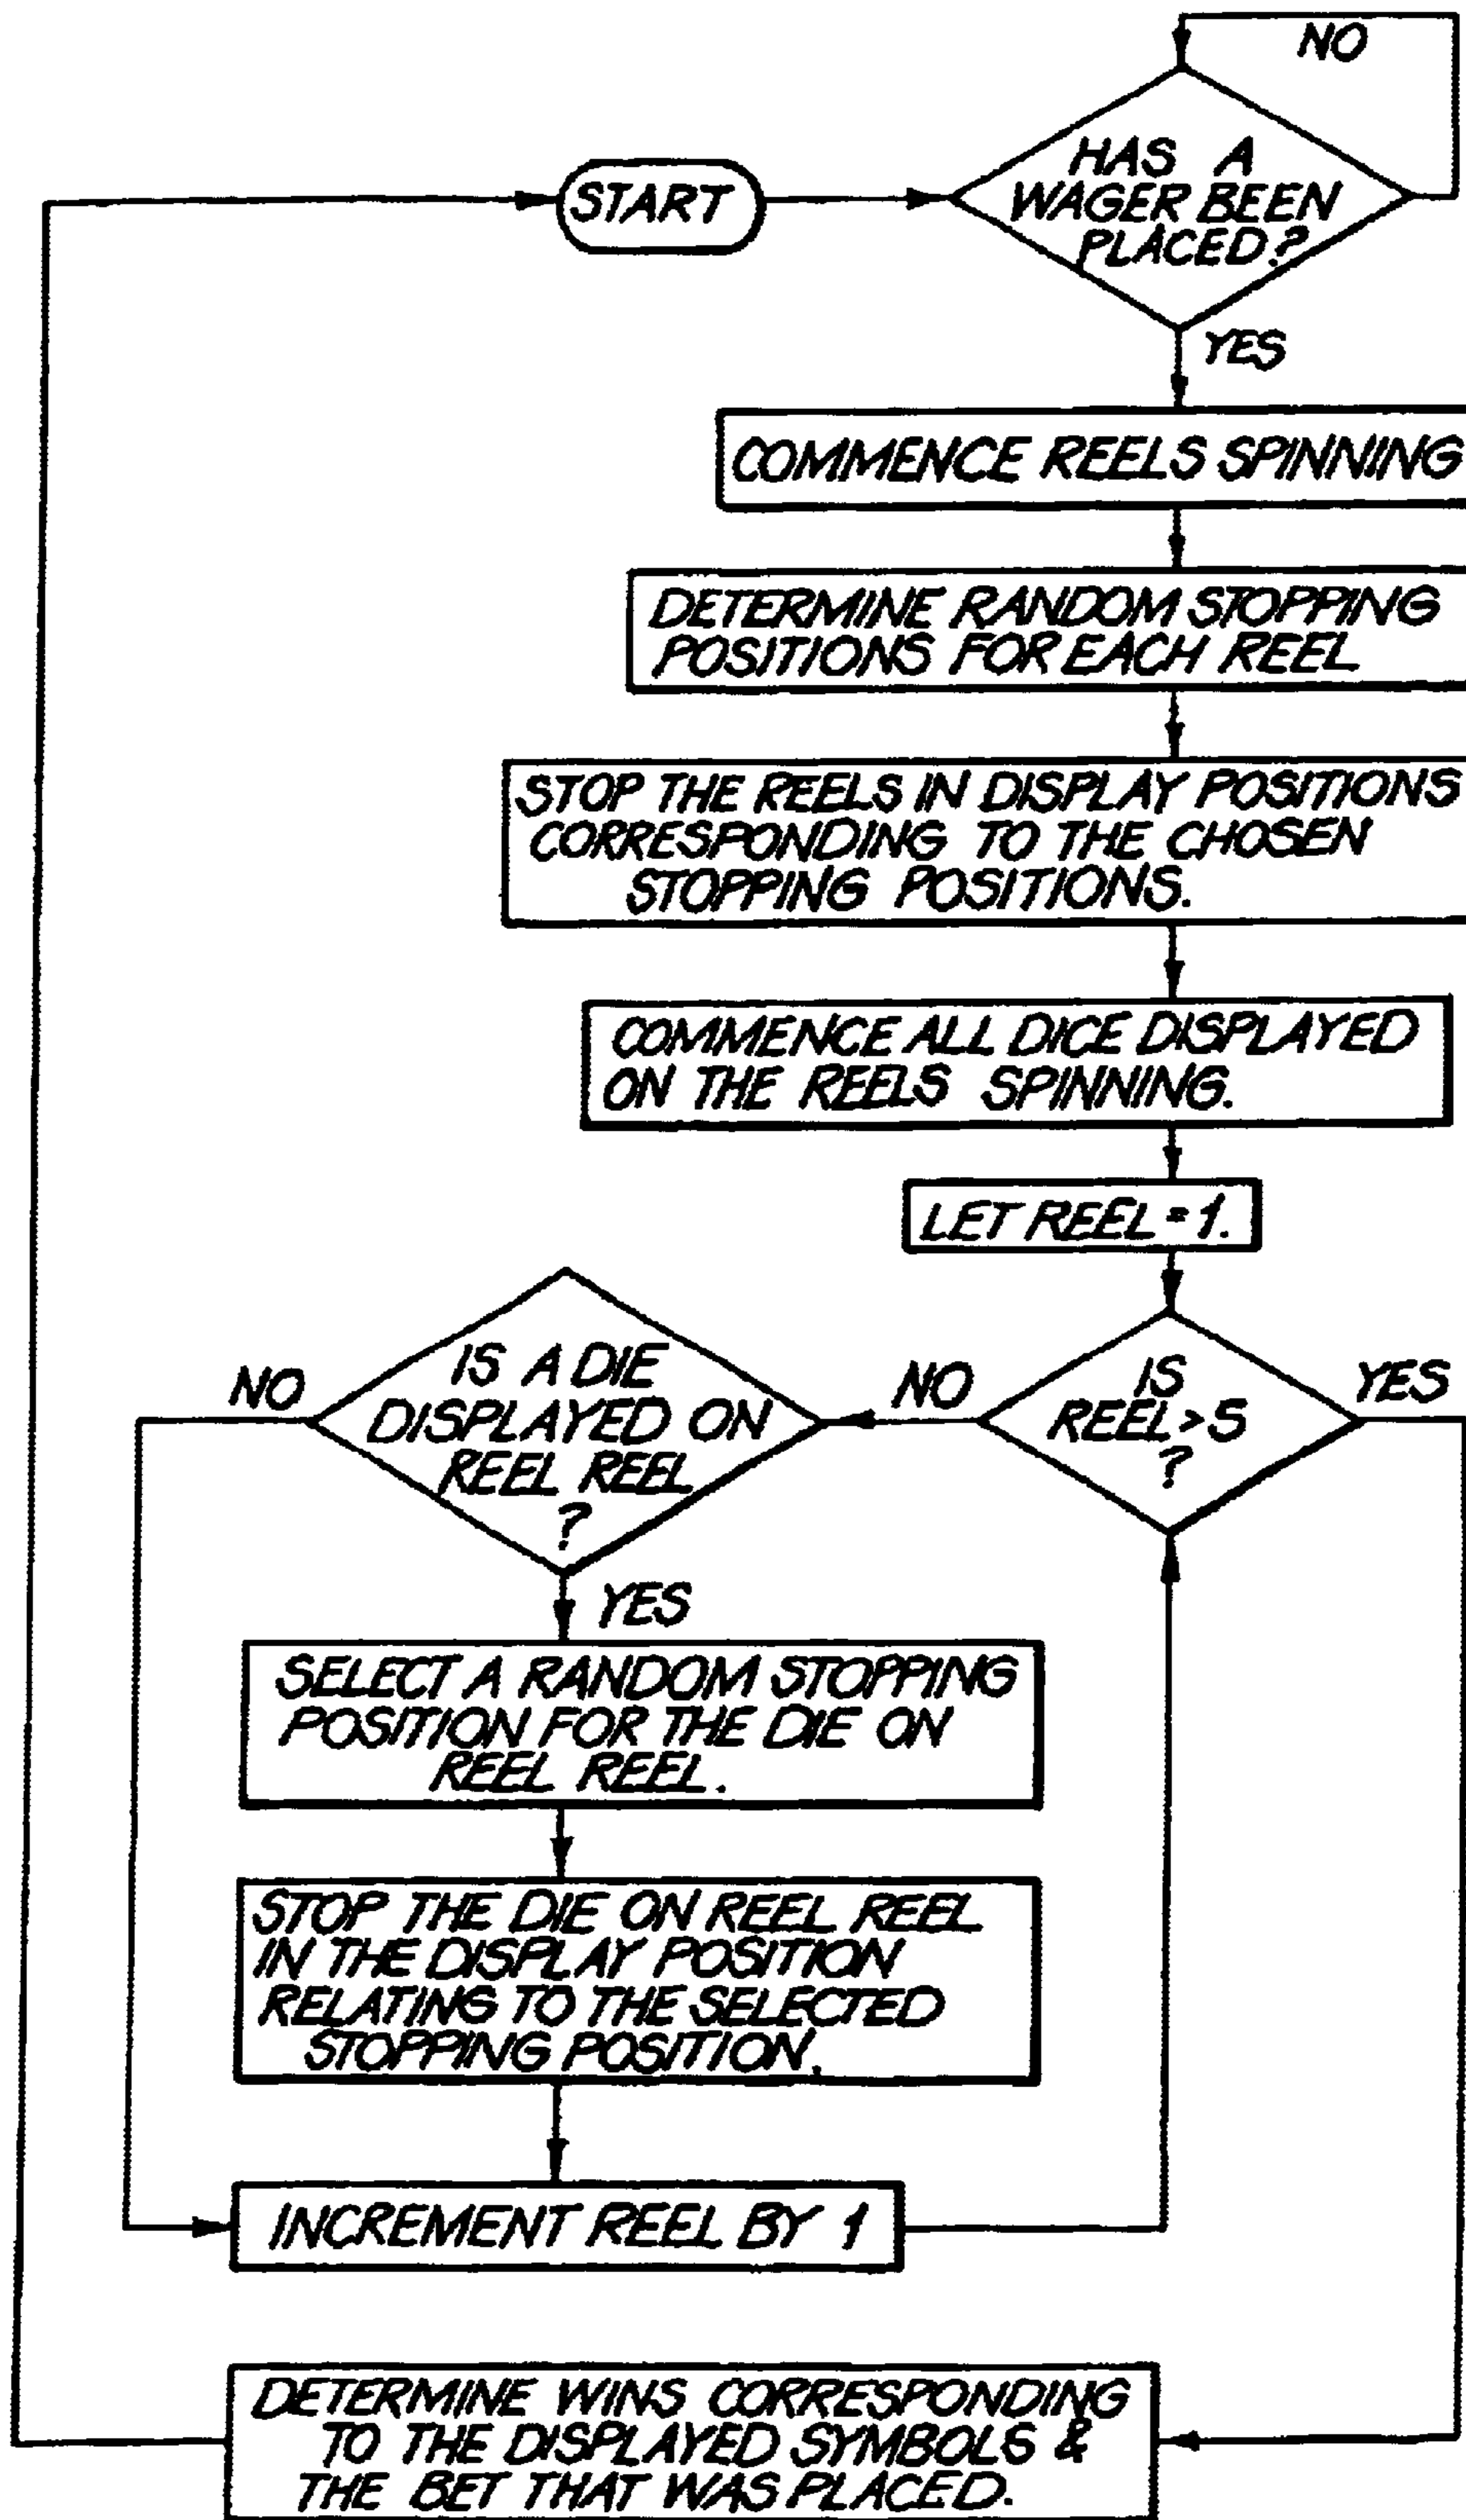 NO
START
HAS A
WAGER BEEN
PLACED?
YES
COMMENCE REELS SPINNING
DETERMINE RANDOM STOPPING
POSITIONS FOR EACH REEL
STOP THE REELS IN DISPLAY POSITIONS
CORRESPONDING TO THE CHOSEN
STOPPING POSITIONS.
COMMENCE ALL DICE DISPLAYED
ON THE REELS SPINNING.
LET REEL = 1.
IS
REEL>5
?
YES
NO
IS A DIE
DISPLAYED ON
REEL REEL
?
NO
YES
SELECT A RANDOM STOPPING
POSITION FOR THE DIE ON
REEL REEL.
STOP THE DIE ON REEL REEL
IN THE DISPLAY POSITION
RELATING TO THE SELECTED
STOPPING POSITION.
INCREMENT REEL BY 1
DETERMINE WINS CORRESPONDING
TO THE DISPLAYED SYMBOLS &
THE BET THAT WAS PLACED.